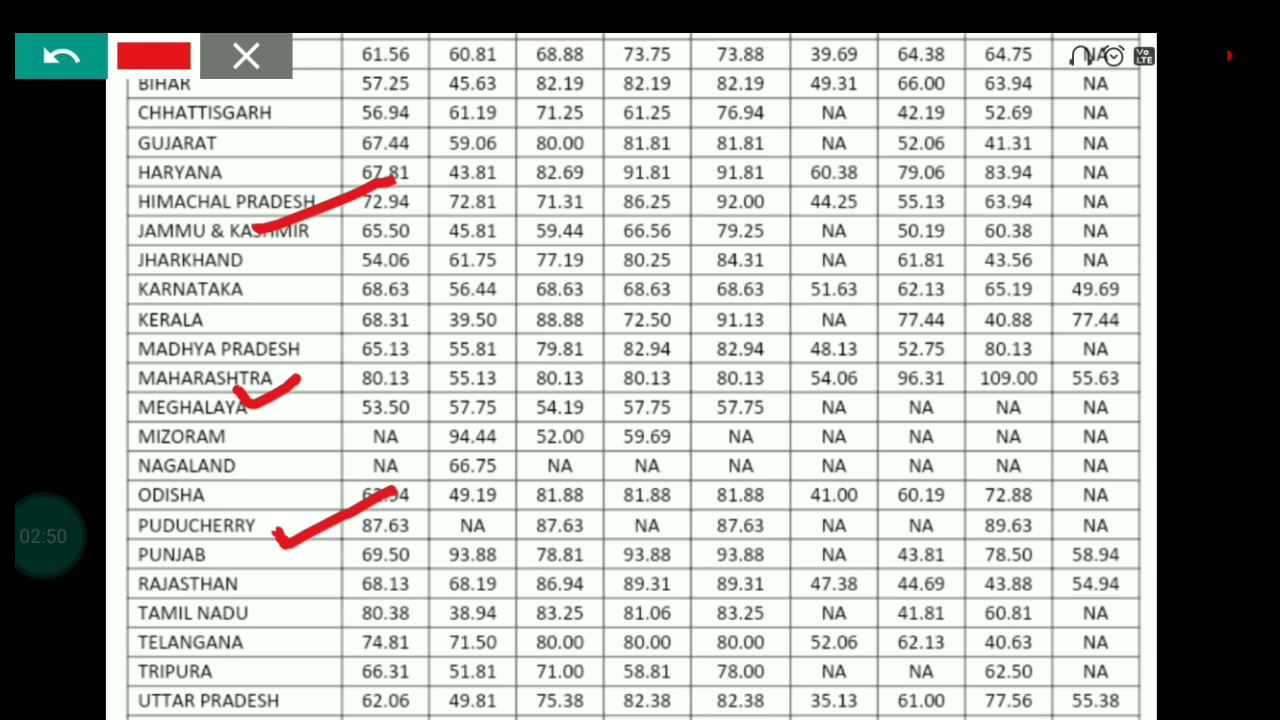 61.56 60.81 68.88 73.75 73.88 39.69 64.38 64.75 NA
BIHAR 57.25 45.63 82.19 82.19 82.19 49.31 66.00 63.94 NA
CHHATTISGARH 56.94 61.19 71.25 61.25 76.94 NA 42.19 52.69 NA
GUJARAT 67.44 59.06 80.00 81.81 81.81 NA 52.06 41.31 NA
HARYANA 67.81 43.81 82.69 91.81 91.81 60.38 79.06 83.94 NA
HIMACHAL PRADESH 72.94 72.81 71.31 86.25 92.00 44.25 55.13 63.94 NA
JAMMU & KASHMIR 65.50 45.81 59.44 66.56 79.25 NA 50.19 60.38 NA
JHARKHAND 54.06 61.75 77.19 80.25 84.31 NA 61.81 43.56 NA
KARNATAKA 68.63 56.44 68.63 68.63 68.63 51.63 62.13 65.19 49.69
KERALA 68.31 39.50 88.88 72.50 91.13 NA 77.44 40.88 77.44
MADHYA PRADESH 65.13 55.81 79.81 82.94 82.94 48.13 52.75 80.13 NA
MAHARASHTRA 80.13 55.13 80.13 80.13 80.13 54.06 96.31 109.00 55.63
MEGHALAYA 53.50 57.75 54.19 57.75 57.75 NA NA NA NA
MIZORAM NA 94.44 52.00 59.69 NA NA NA NA NA
NAGALAND NA 66.75 NA NA NA NA NA NA NA
ODISHA 49.19 81.88 81.88 81.88 41.00 60.19 72.88 NA
PUDUCHERRY 87.63 NA 87.63 NA 87.63 NA NA 89.63 NA
02:50
PUNJAB 69.50 93.88 78.81 93.88 93.88 NA 43.81 78.50 58.94
RAJASTHAN 68.13 68.19 86.94 89.31 89.31 47.38 44.69 43.88 54.94
TAMIL NADU 80.38 38.94 83.25 81.06 83.25 NA 41.81 60.81 NA
TELANGANA 74.81 71.50 80.00 80.00 80.00 52.06 62.13 40.63 NA
TRIPURA 66.31 51.81 71.00 58.81 78.00 NA NA 62.50 NA
UTTAR PRADESH 62.06 49.81 75.38 82.38 82.38 35.13 61.00 77.56 55.38